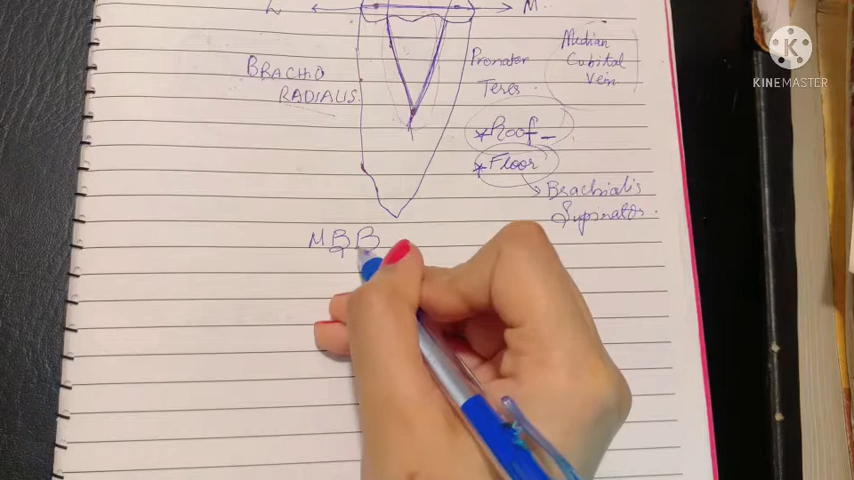 L M
BRACHIO
RADIALIS
Pronator
Teres
Median
Cubital
Vein
*Roof -
*Floor
Brachialis
Supinator.
MBB
K
KINEMASTER